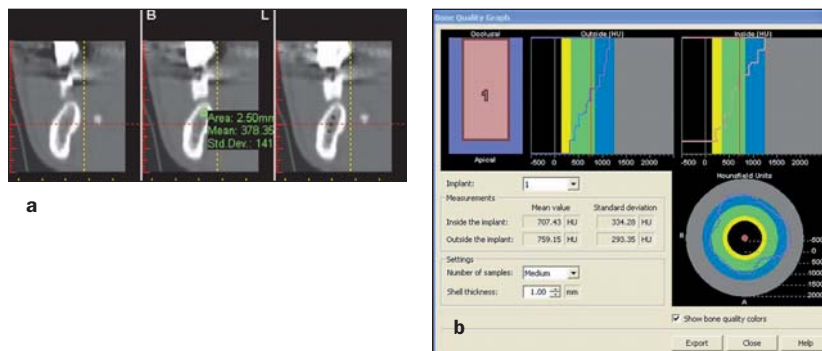 B
L
Area: 2.50mm
Mean: 378.35
Std.Dev.: 141
a
Bone Quality Graph
Occlusal
1
Apical
Outside (HU)
-500 0 500 1000 1500 2000
Inside (HU)
-500 0 500 1000 1500 2000
Implant: 1
Measurements
Mean value Standard deviation
Inside the implant: 707.43 HU 334.28 HU
Outside the implant: 759.15 HU 293.35 HU
Settings
Number of samples: Medium
Shell thickness: 1.00 mm
Hounsfield Units
B
-500
0
500
1000
1500
2000
A
Show bone quality colors
Export Close Help
b